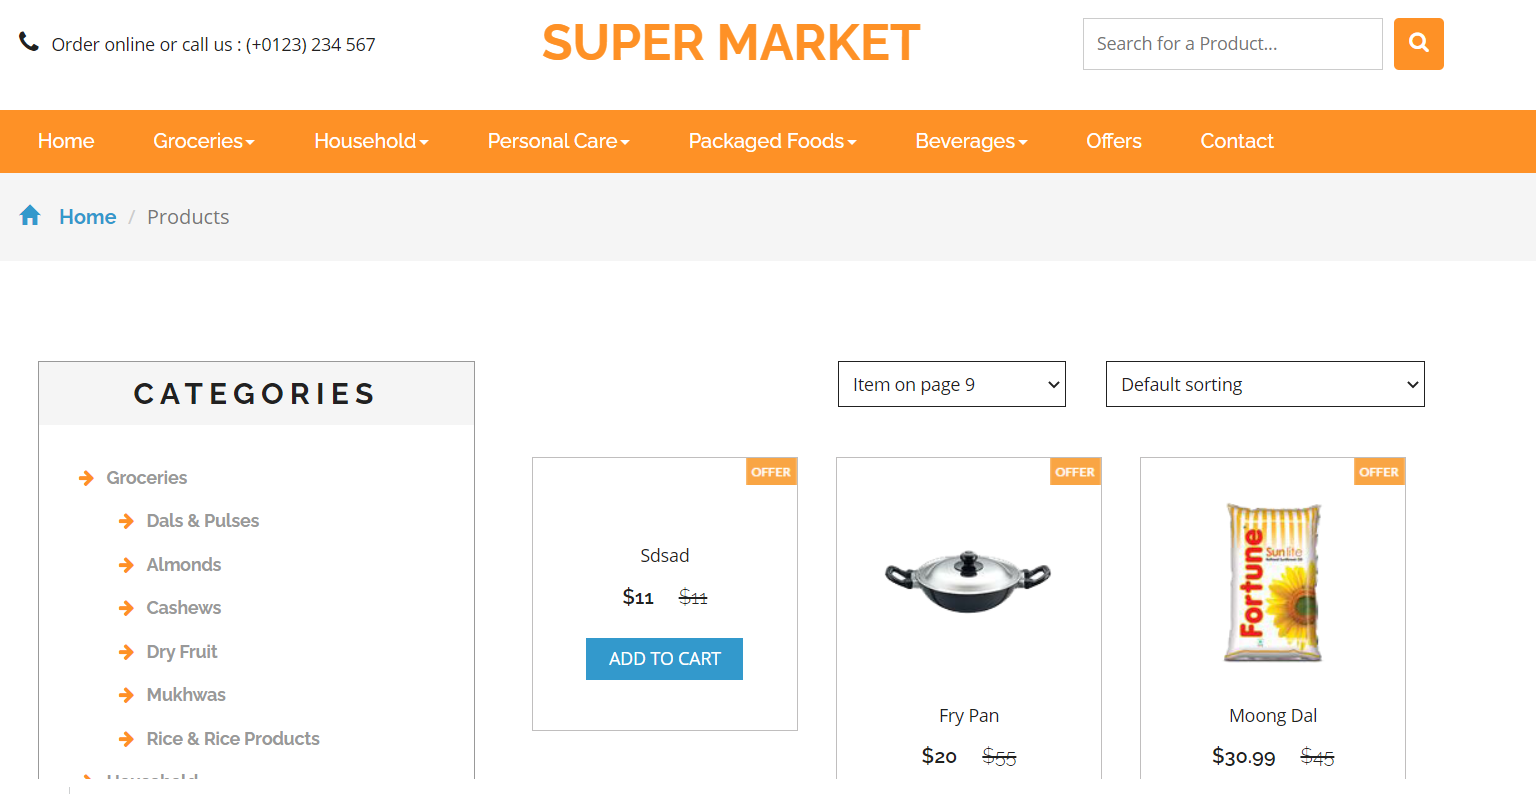 Order online or call us : (+0123) 234 567
SUPER MARKET
Search for a Product...
Home
Groceries
Household
Personal Care
Packaged Foods
Beverages
Offers
Contact
Home / Products
CATEGORIES
Groceries
Dals & Pulses
Almonds
Cashews
Dry Fruit
Mukhwas
Rice & Rice Products
Household
Item on page 9
Default sorting
OFFER
Sdsad
$11 $11
ADD TO CART
OFFER
Fry Pan
$20 $55
OFFER
Fortune
Sunlite
Moong Dal
$30.99 $45